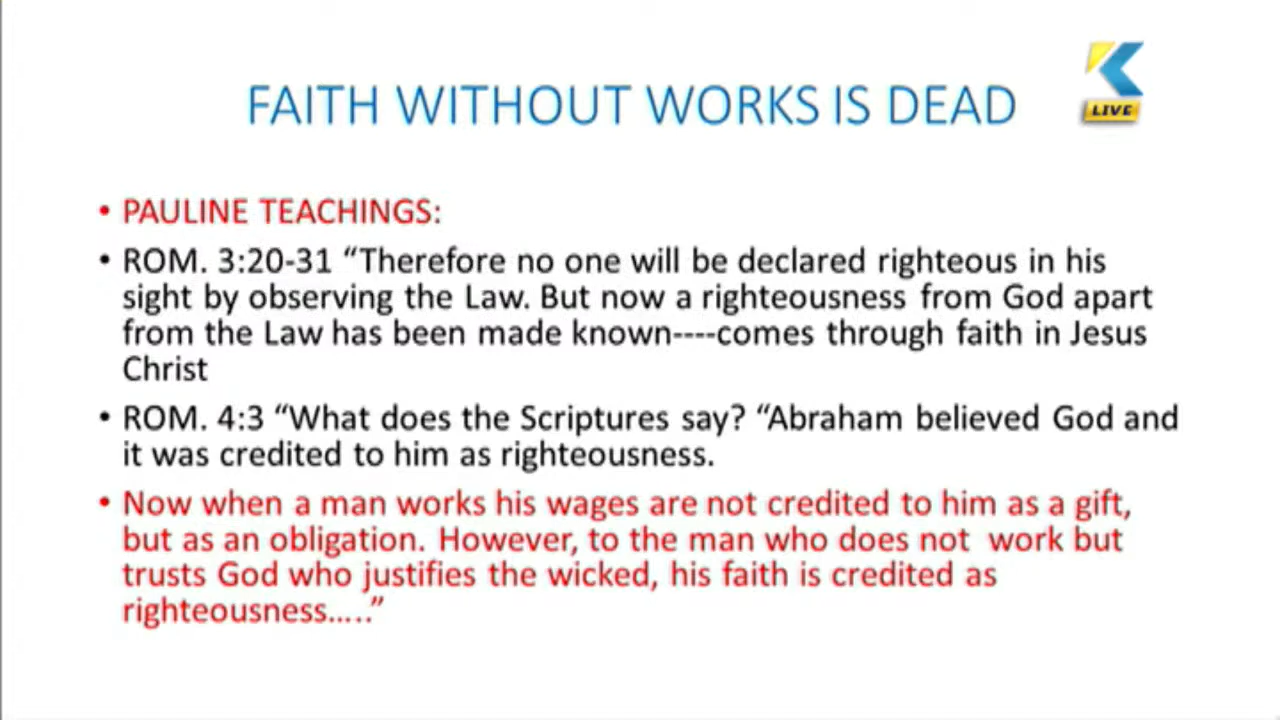 FAITH WITHOUT WORKS IS DEAD
LIVE
• PAULINE TEACHINGS:
• ROM. 3:20-31 “Therefore no one will be declared righteous in his
sight by observing the Law. But now a righteousness from God apart
from the Law has been made known----comes through faith in Jesus
Christ
• ROM. 4:3 “What does the Scriptures say? “Abraham believed God and
it was credited to him as righteousness.
• Now when a man works his wages are not credited to him as a gift,
but as an obligation. However, to the man who does not work but
trusts God who justifies the wicked, his faith is credited as
righteousness…..”